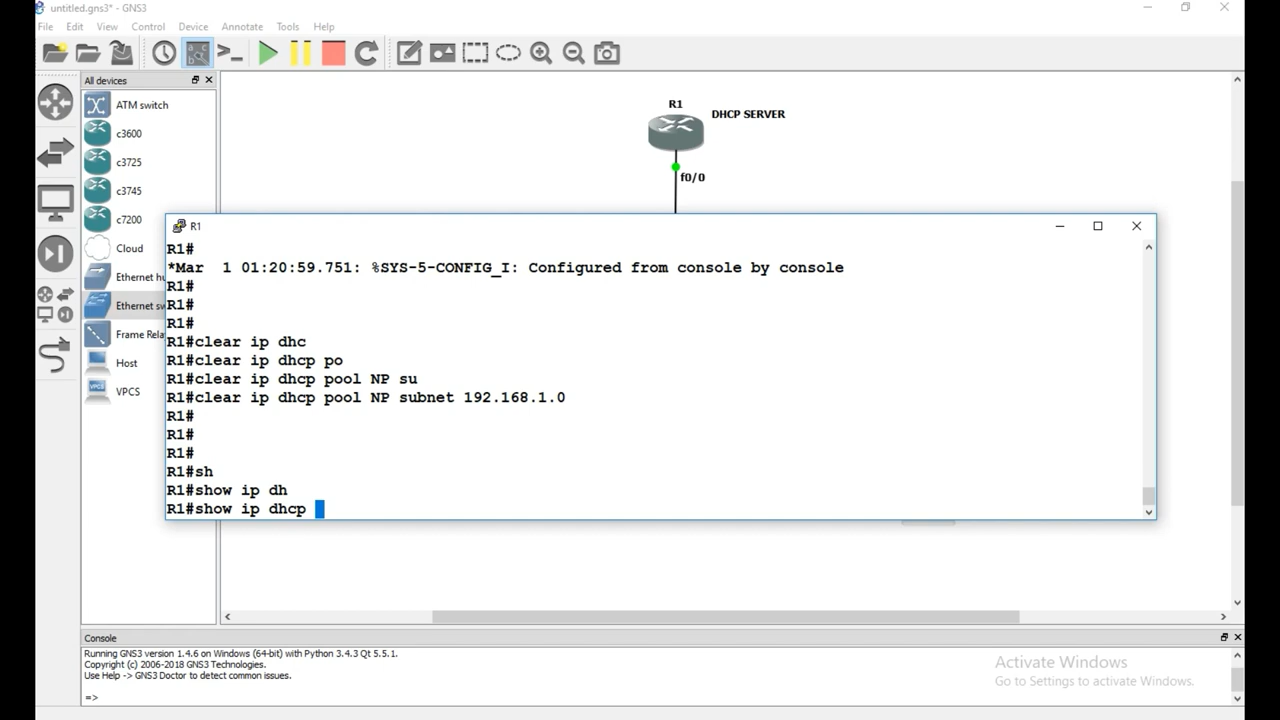 untitled.gns3* - GNS3
File Edit View Control Device Annotate Tools Help
All devices
ATM switch
c3600
c3725
c3745
c7200
Cloud
Ethernet hu
Ethernet sw
Frame Rela
Host
VPCS
R1
DHCP SERVER
f0/0
R1
R1#
*Mar  1 01:20:59.751: %SYS-5-CONFIG_I: Configured from console by console
R1#
R1#
R1#
R1#clear ip dhc
R1#clear ip dhcp po
R1#clear ip dhcp pool NP su
R1#clear ip dhcp pool NP subnet 192.168.1.0
R1#
R1#
R1#
R1#sh
R1#show ip dh
R1#show ip dhcp
Console
Running GNS3 version 1.4.6 on Windows (64-bit) with Python 3.4.3 Qt 5.5.1.
Copyright (c) 2006-2018 GNS3 Technologies.
Use Help -> GNS3 Doctor to detect common issues.
=>
Activate Windows
Go to Settings to activate Windows.